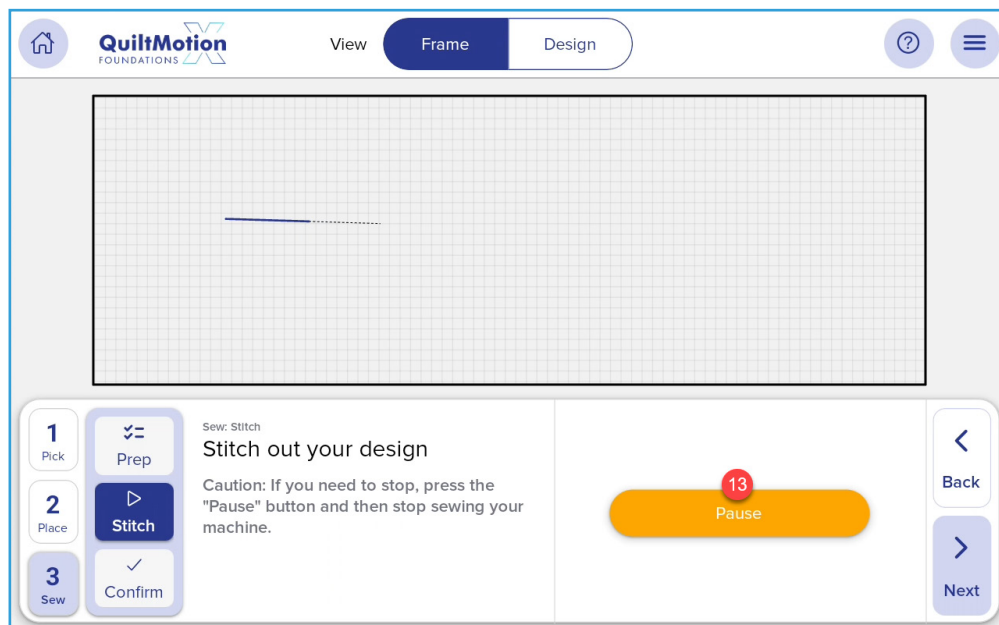 QuiltMotion
FOUNDATIONS
View
Frame
Design
?
1
Pick
2
Place
3
Sew
Prep
Stitch
Confirm
Sew: Stitch
Stitch out your design
Caution: If you need to stop, press the
"Pause" button and then stop sewing your
machine.
13
Pause
Back
Next